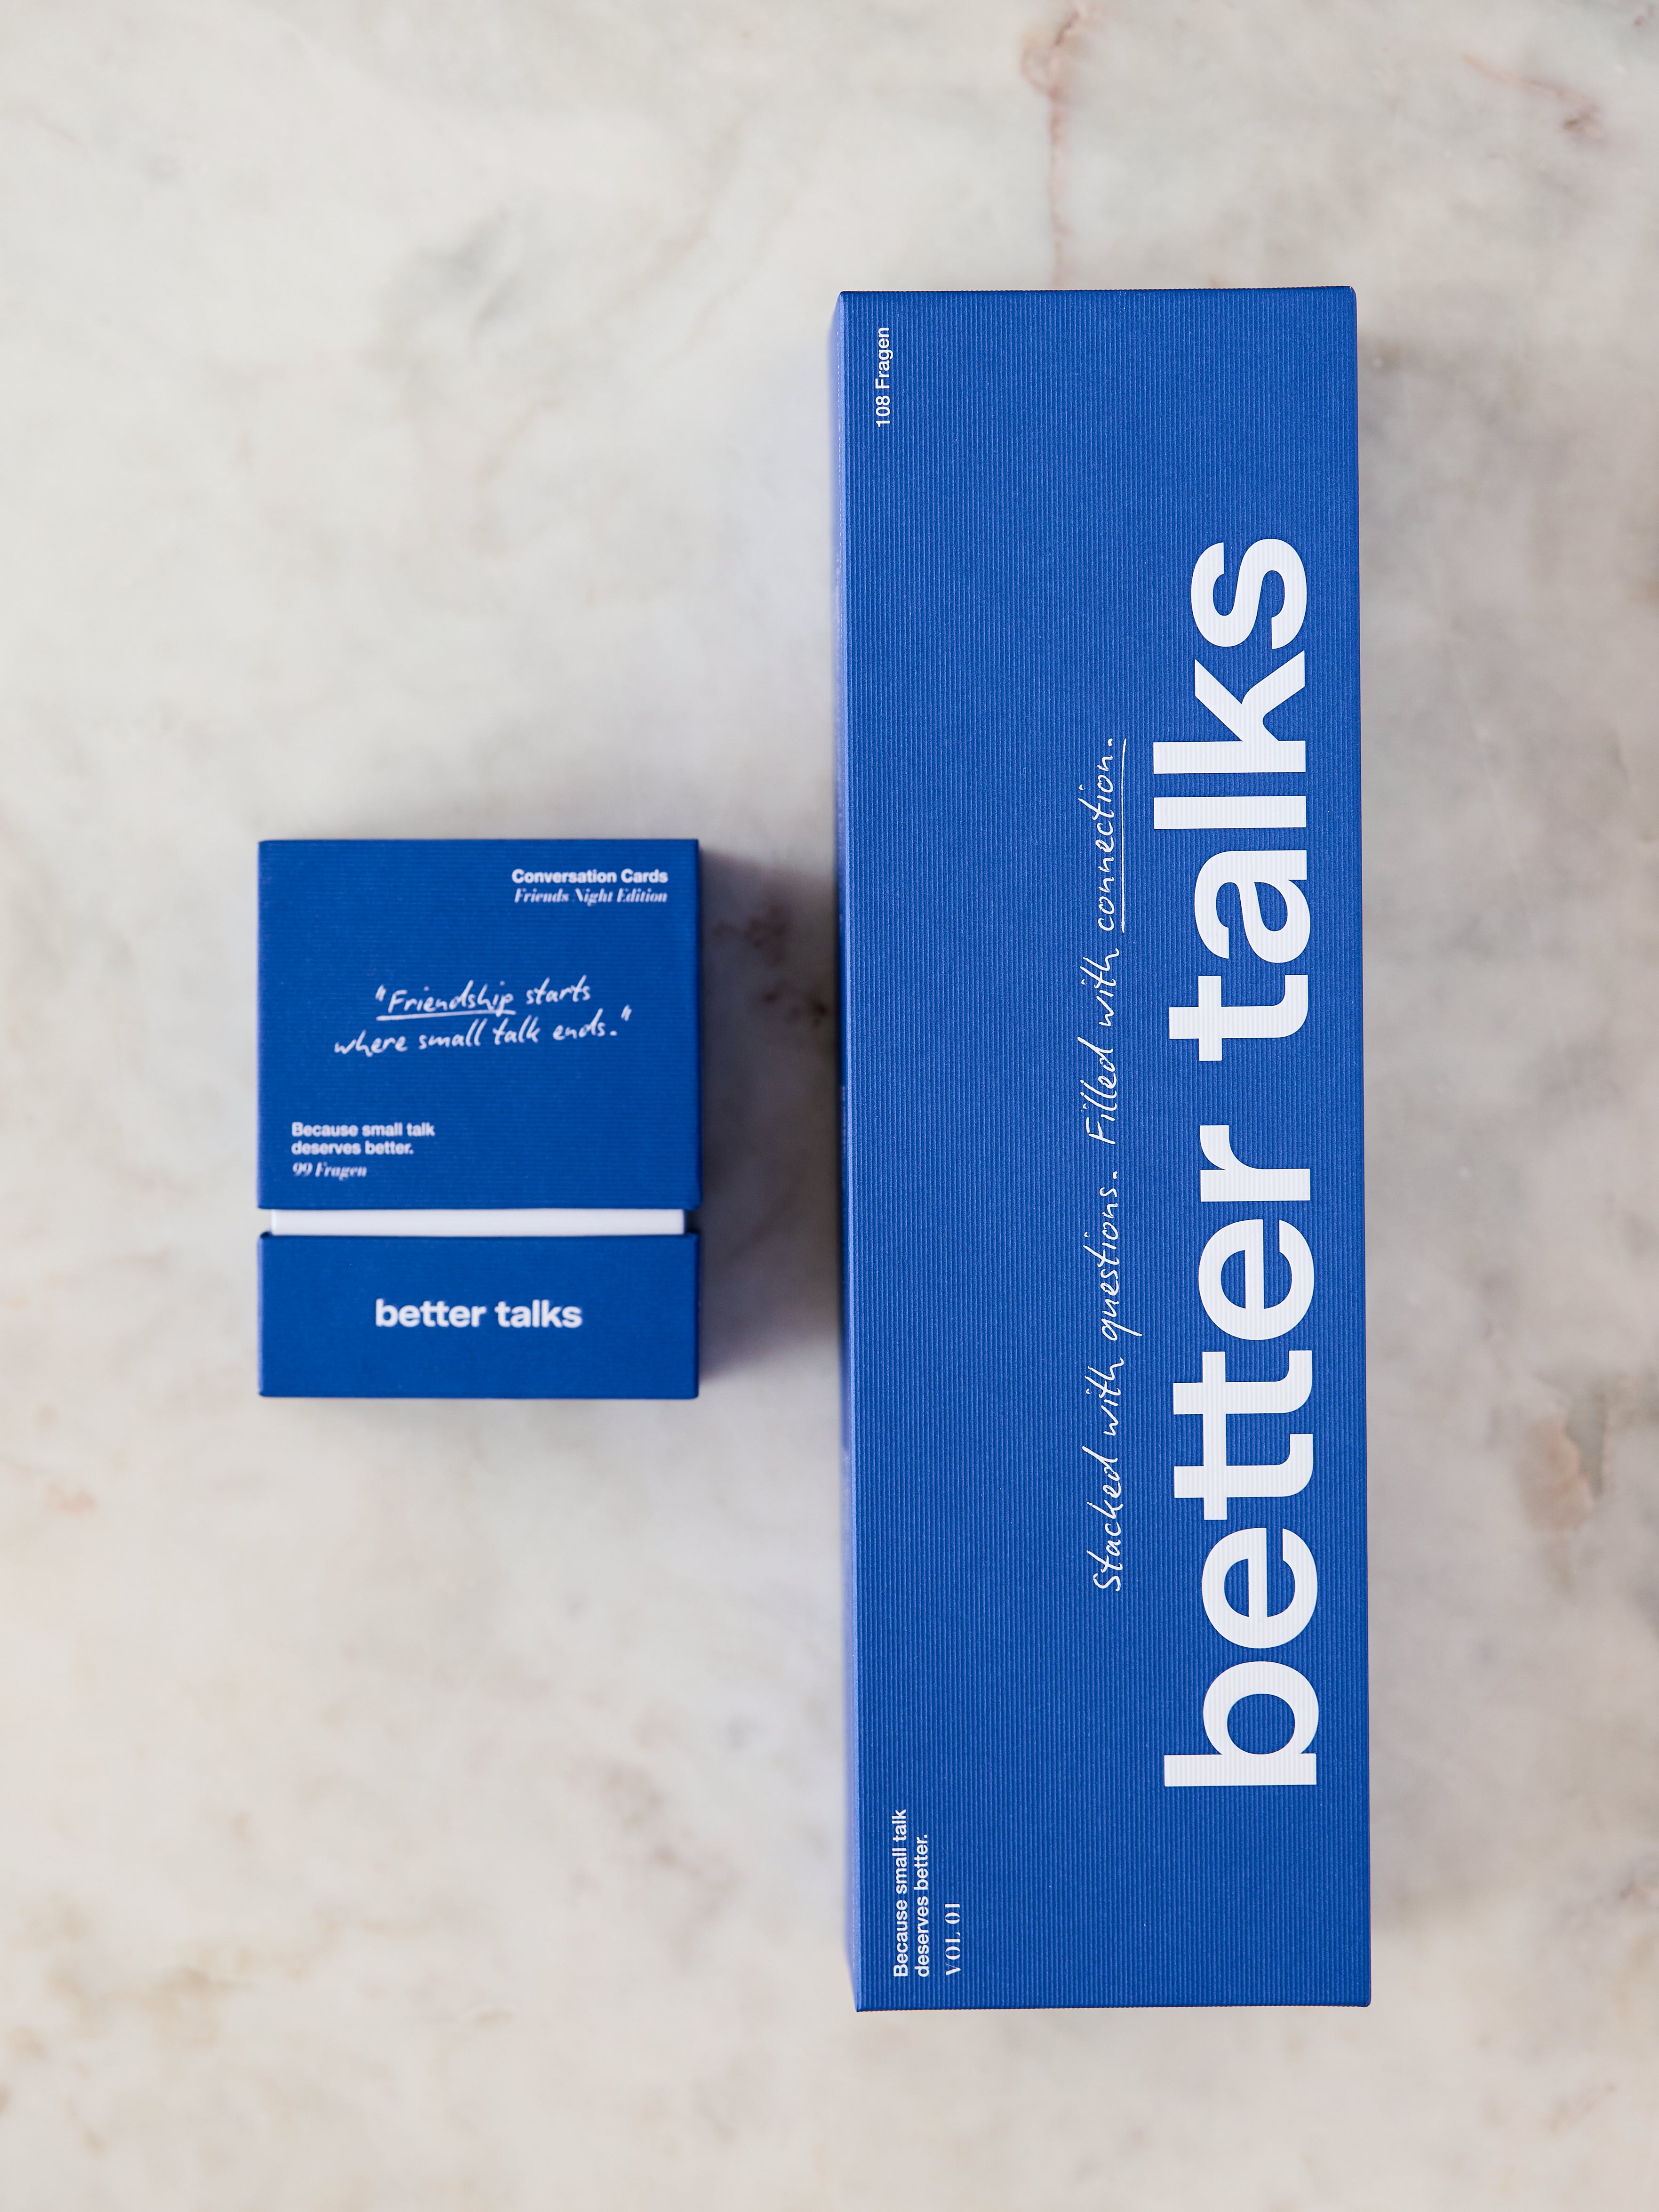 Conversation Cards
Friends Night Edition
"Friendship starts
where small talk ends."
Because small talk
deserves better.
99 Fragen
better talks
Because small talk
deserves better.
VOL 01
108 Fragen
Stacked with questions. Filled with connection.
better talks